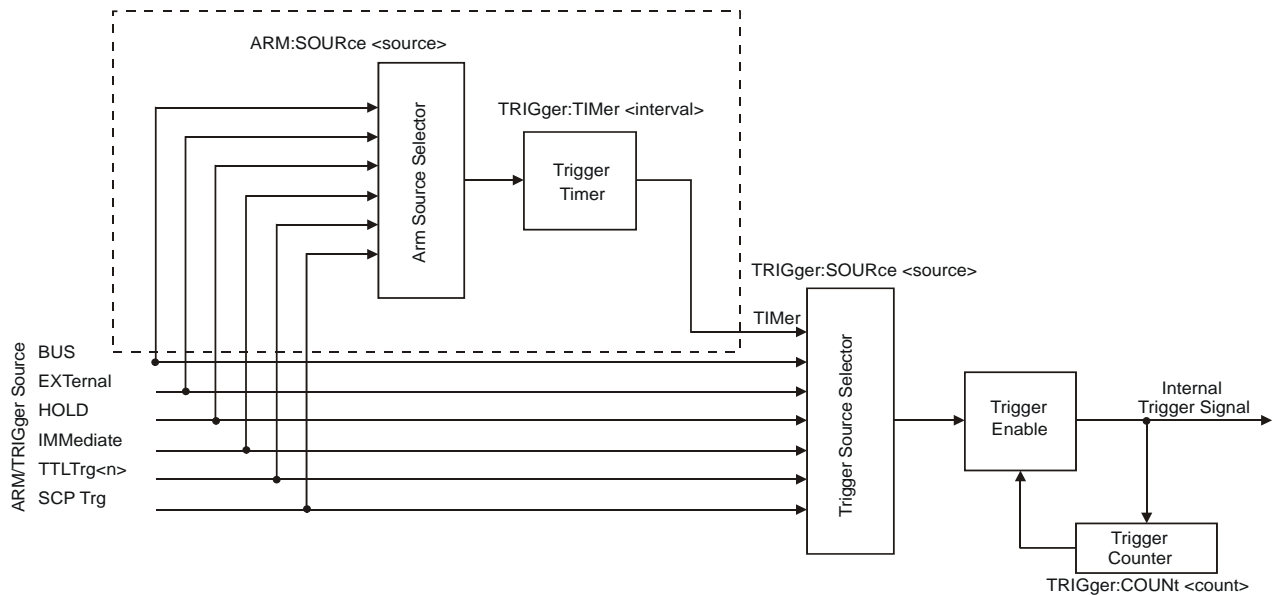 ARM:SOURce <source>
Arm Source Selector
TRIGger:TIMer <interval>
Trigger
Timer
TRIGger:SOURce <source>
TIMer
Trigger Source Selector
ARM/TRIGger Source
BUS
EXTernal
HOLD
IMMediate
TTLTrg<n>
SCP Trg
Trigger
Enable
Internal
Trigger Signal
Trigger
Counter
TRIGger:COUNt <count>